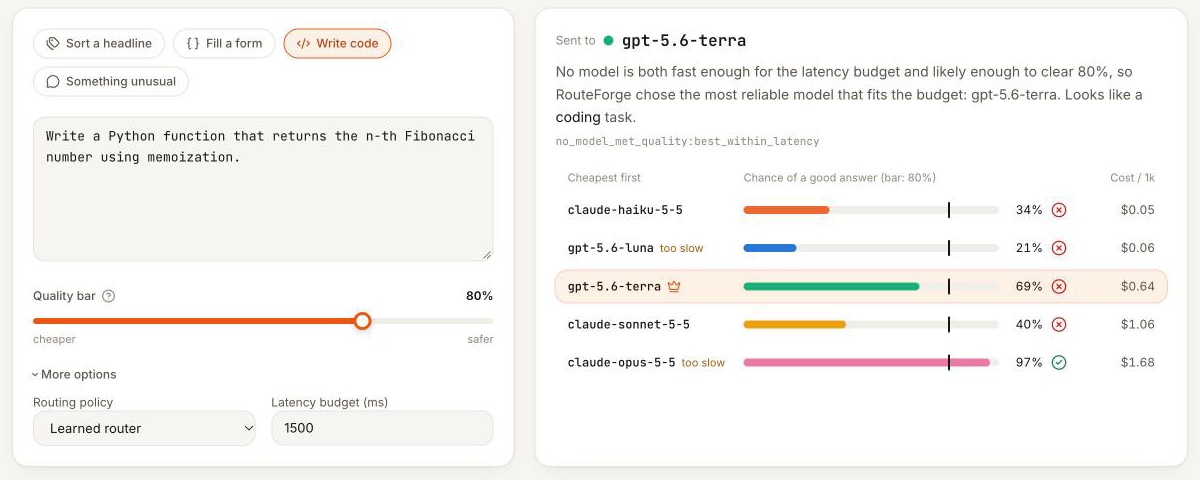 Sort a headline
{ } Fill a form
</> Write code
Something unusual
Write a Python function that returns the n-th Fibonacci
number using memoization.
Quality bar ?
80%
cheaper
safer
More options
Routing policy
Latency budget (ms)
Learned router
1500
Sent to gpt-5.6-terra
No model is both fast enough for the latency budget and likely enough to clear 80%, so
RouteForge chose the most reliable model that fits the budget: gpt-5.6-terra. Looks like a
coding task.
no_model_met_quality:best_within_latency
Cheapest first Chance of a good answer (bar: 80%) Cost / 1k
claude-haiku-5-5 34% $0.05
gpt-5.6-luna too slow 21% $0.06
gpt-5.6-terra 69% $0.64
claude-sonnet-5-5 40% $1.06
claude-opus-5-5 too slow 97% $1.68